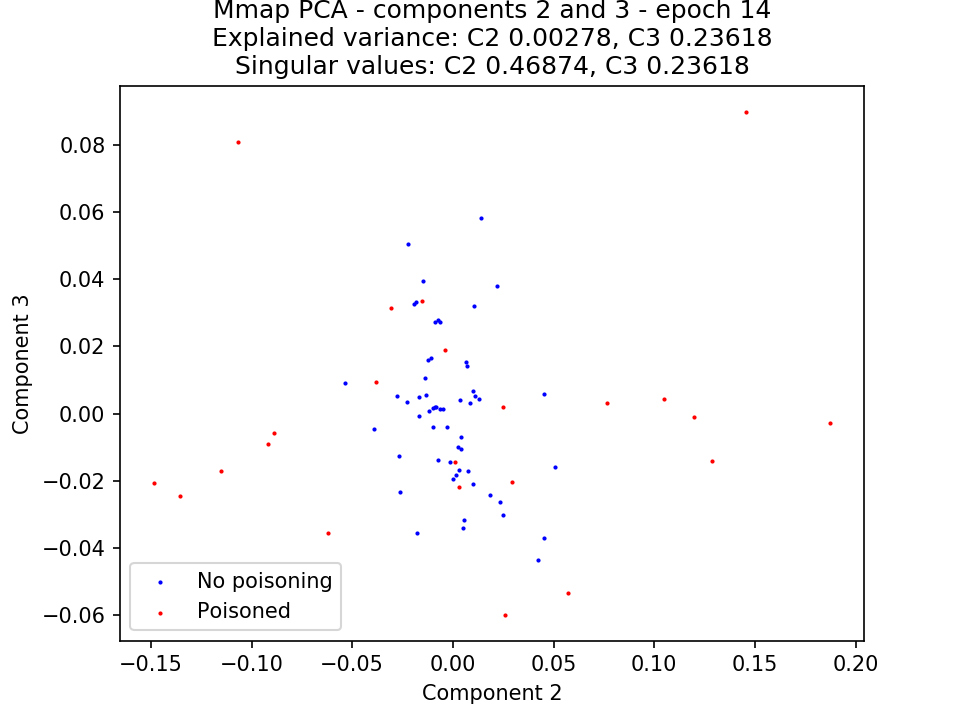 Mmap PCA - components 2 and 3 - epoch 14
Explained variance: C2 0.00278, C3 0.23618
Singular values: C2 0.46874, C3 0.23618
0.08
0.06
0.04
0.02
0.00
−0.02
−0.04
−0.06
Component 3
No poisoning
Poisoned
−0.15 −0.10 −0.05 0.00 0.05 0.10 0.15 0.20
Component 2